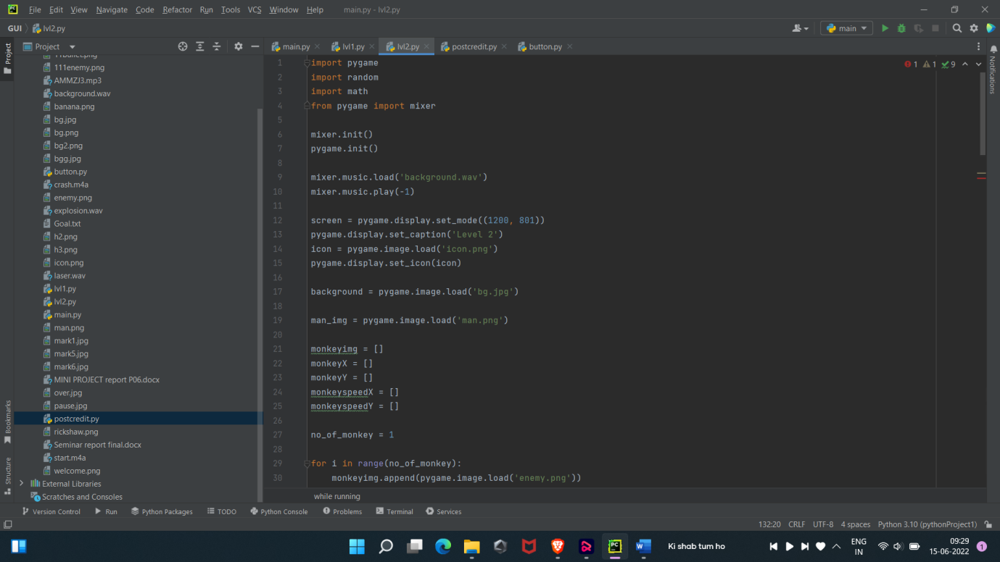 File Edit View Navigate Code Refactor Run Tools VCS Window Help main.py - lvl2.py
GUI lvl2.py main
Project
main.py lvl1.py lvl2.py postcredit.py button.py
111enemy.png
AMMZJ3.mp3
background.wav
banana.png
bg.jpg
bg.png
bg2.png
bgg.jpg
button.py
crash.m4a
enemy.png
explosion.wav
Goal.txt
h2.png
h3.png
icon.png
laser.wav
lvl1.py
lvl2.py
main.py
man.png
mark1.jpg
mark5.jpg
mark6.jpg
MINI PROJECT report P06.docx
over.jpg
pause.jpg
postcredit.py
rickshaw.png
Seminar report final.docx
start.m4a
welcome.png
External Libraries
Scratches and Consoles
Project
Bookmarks
Structure
1 import pygame
2 import random
3 import math
4 from pygame import mixer
5
6 mixer.init()
7 pygame.init()
8
9 mixer.music.load('background.wav')
10 mixer.music.play(-1)
11
12 screen = pygame.display.set_mode((1200, 801))
13 pygame.display.set_caption('Level 2')
14 icon = pygame.image.load('icon.png')
15 pygame.display.set_icon(icon)
16
17 background = pygame.image.load('bg.jpg')
18
19 man_img = pygame.image.load('man.png')
20
21 monkeyimg = []
22 monkeyX = []
23 monkeyY = []
24 monkeyspeedX = []
25 monkeyspeedY = []
26
27 no_of_monkey = 1
28
29 for i in range(no_of_monkey):
30 monkeyimg.append(pygame.image.load('enemy.png'))
1 1 9
Notifications
while running
Version Control Run Python Packages TODO Python Console Problems Terminal Services
132:20 CRLF UTF-8 4 spaces Python 3.10 (pythonProject1)
Ki shab tum ho
ENG
IN
09:29
15-06-2022
1